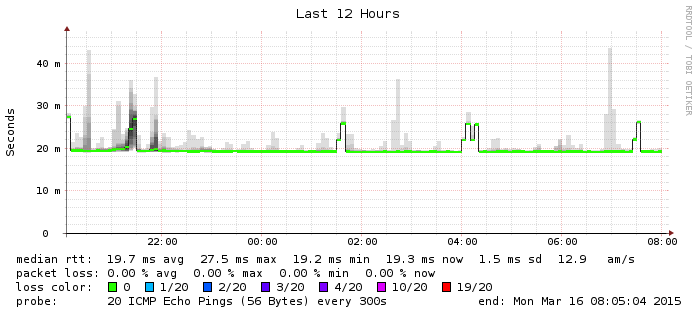 Last 12 Hours
RRDTOOL / TOBI OETIKER
Seconds
40 m
30 m
20 m
10 m
0
22:00 00:00 02:00 04:00 06:00 08:00
median rtt: 19.7 ms avg 27.5 ms max 19.2 ms min 19.3 ms now 1.5 ms sd 12.9 am/s
packet loss: 0.00 % avg 0.00 % max 0.00 % min 0.00 % now
loss color: 0 1/20 2/20 3/20 4/20 10/20 19/20
probe: 20 ICMP Echo Pings (56 Bytes) every 300s end: Mon Mar 16 08:05:04 2015